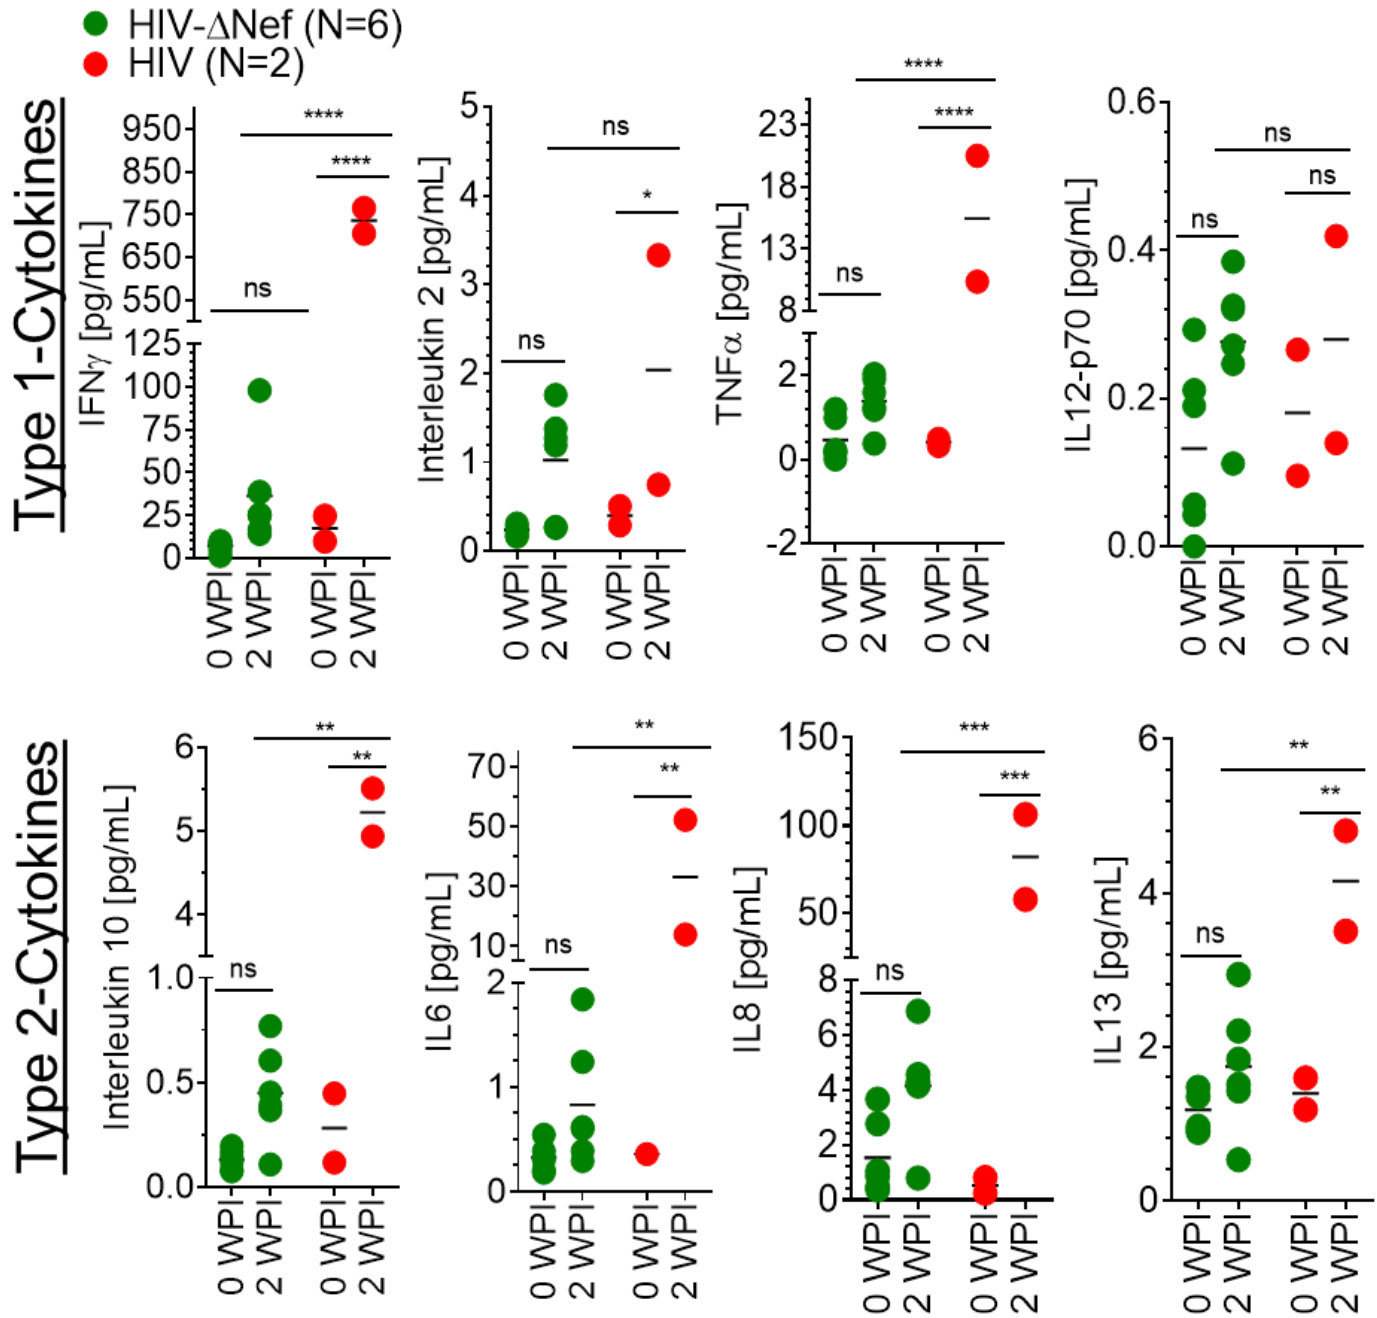 HIV-ΔNef (N=6)
HIV (N=2)
Type 1-Cytokines
IFNγ [pg/mL]
950
850
750
650
550
125
100
75
50
25
0
****
****
ns
0 WPI
2 WPI
0 WPI
2 WPI
Interleukin 2 [pg/mL]
5
4
3
2
1
0
ns
*
ns
0 WPI
2 WPI
0 WPI
2 WPI
TNFα [pg/mL]
23
18
13
8
2
0
-2
****
****
ns
0 WPI
2 WPI
0 WPI
2 WPI
IL12-p70 [pg/mL]
0.6
0.4
0.2
0.0
ns
ns
ns
0 WPI
2 WPI
0 WPI
2 WPI
Type 2-Cytokines
Interleukin 10 [pg/mL]
6
5
4
1.0
0.5
0.0
**
**
ns
0 WPI
2 WPI
0 WPI
2 WPI
IL6 [pg/mL]
70
50
30
10
2
1
0
**
**
ns
0 WPI
2 WPI
0 WPI
2 WPI
IL8 [pg/mL]
150
100
50
8
6
4
2
0
***
***
ns
0 WPI
2 WPI
0 WPI
2 WPI
IL13 [pg/mL]
6
4
2
0
**
**
ns
0 WPI
2 WPI
0 WPI
2 WPI